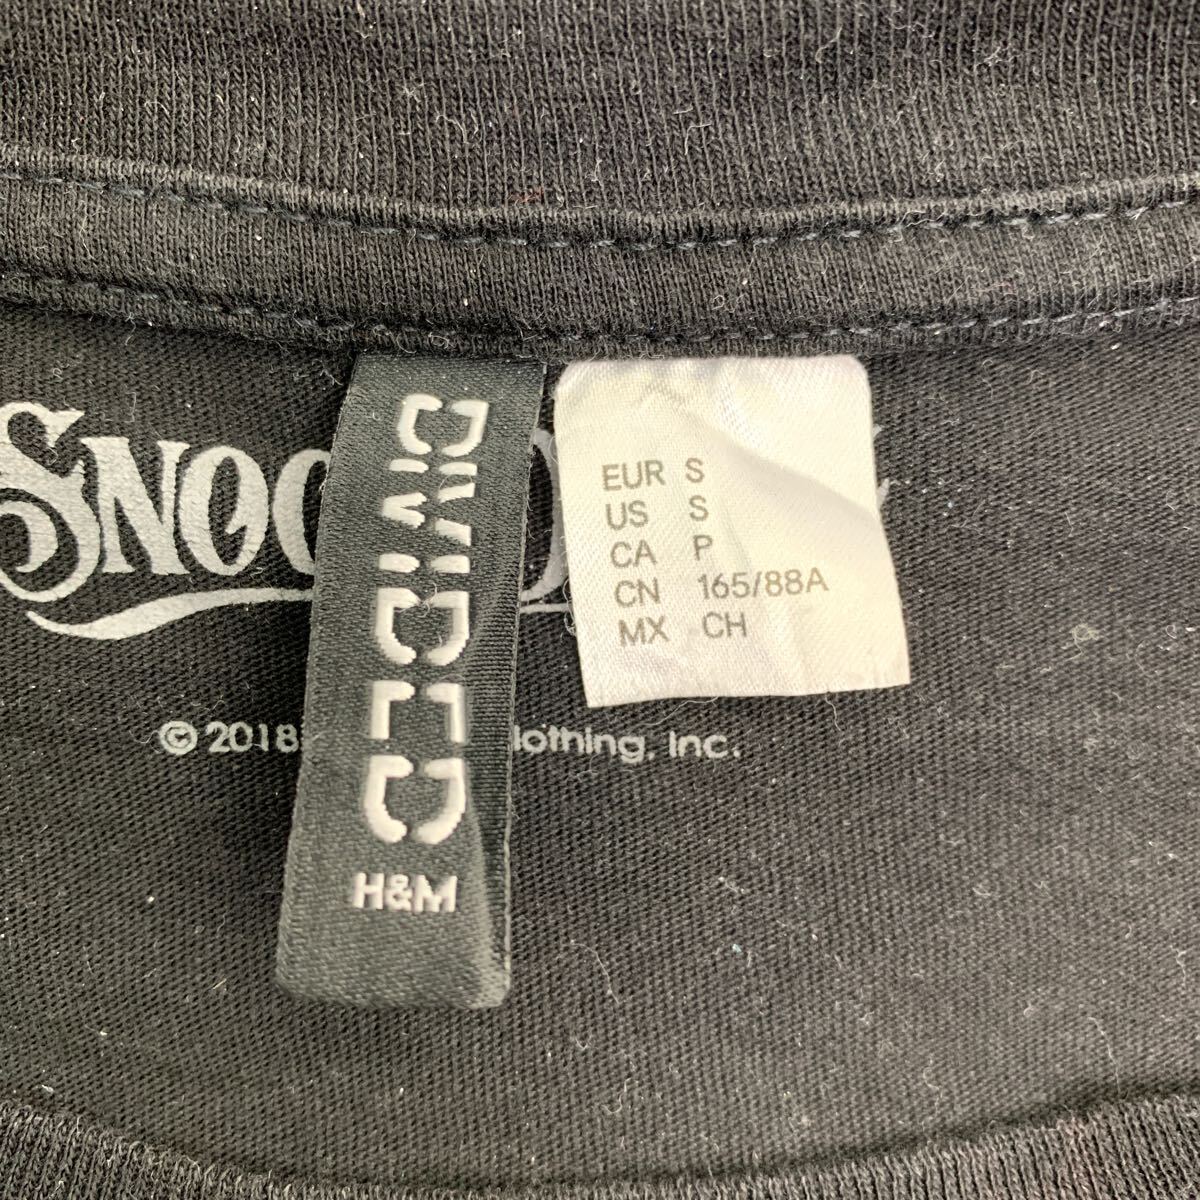 SNOO D
DIVIDED
H&M
EUR S
US S
CA P
CN 165/88A
MX CH
© 2018 lothing, Inc.